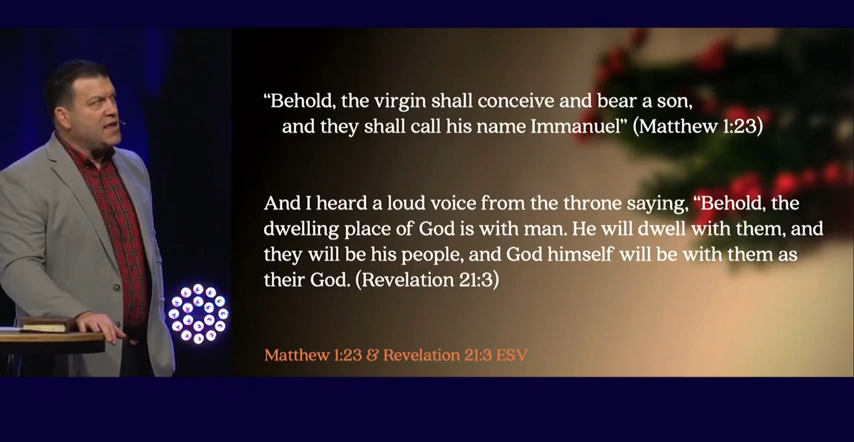 “Behold, the virgin shall conceive and bear a son,
and they shall call his name Immanuel” (Matthew 1:23)
And I heard a loud voice from the throne saying, “Behold, the
dwelling place of God is with man. He will dwell with them, and
they will be his people, and God himself will be with them as
their God. (Revelation 21:3)
Matthew 1:23 & Revelation 21:3 ESV